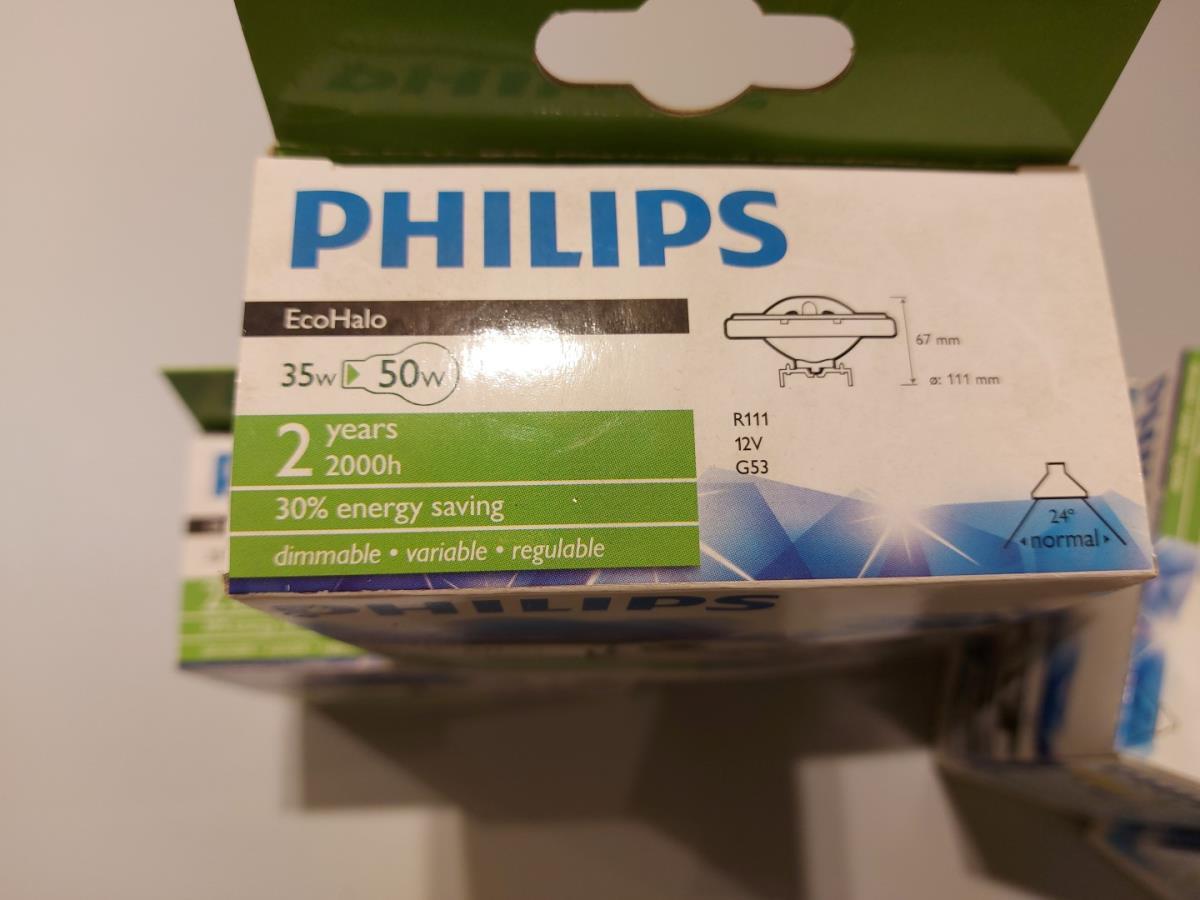 PHILIPS
EcoHalo
35w 50w
2 years
2000h
30% energy saving
dimmable • variable • regulable
67 mm
ø: 111 mm
R111
12V
G53
24°
normal
PHILIPS